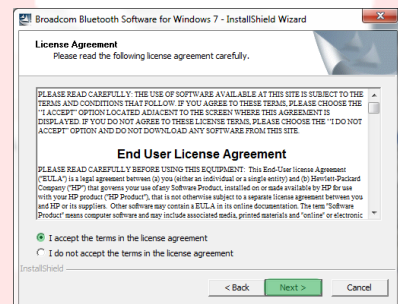 Broadcom Bluetooth Software for Windows 7 - InstallShield Wizard
License Agreement
Please read the following license agreement carefully.
PLEASE READ CAREFULLY: THE USE OF SOFTWARE AVAILABLE AT THIS SITE IS SUBJECT TO THE
TERMS AND CONDITIONS THAT FOLLOW. IF YOU AGREE TO THESE TERMS, PLEASE CHOOSE THE
"I ACCEPT" OPTION LOCATED ADJACENT TO THE SCREEN WHERE THIS AGREEMENT IS
DISPLAYED. IF YOU DO NOT AGREE TO THESE LICENSE TERMS, PLEASE CHOOSE THE "I DO NOT
ACCEPT" OPTION AND DO NOT DOWNLOAD ANY SOFTWARE FROM THIS SITE.
End User License Agreement
PLEASE READ CAREFULLY BEFORE USING THIS EQUIPMENT: This End-User license Agreement
("EULA") is a legal agreement between (a) you (either an individual or a single entity) and (b) Hewlett-Packard
Company ("HP") that governs your use of any Software Product, installed on or made available by HP for use
with your HP product ("HP Product"), that is not otherwise subject to a separate license agreement between you
and HP or its suppliers. Other software may contain a EULA in its online documentation. The term "Software
Product" means computer software and may include associated media, printed materials and "online" or electronic
I accept the terms in the license agreement
I do not accept the terms in the license agreement
InstallShield
< Back Next > Cancel